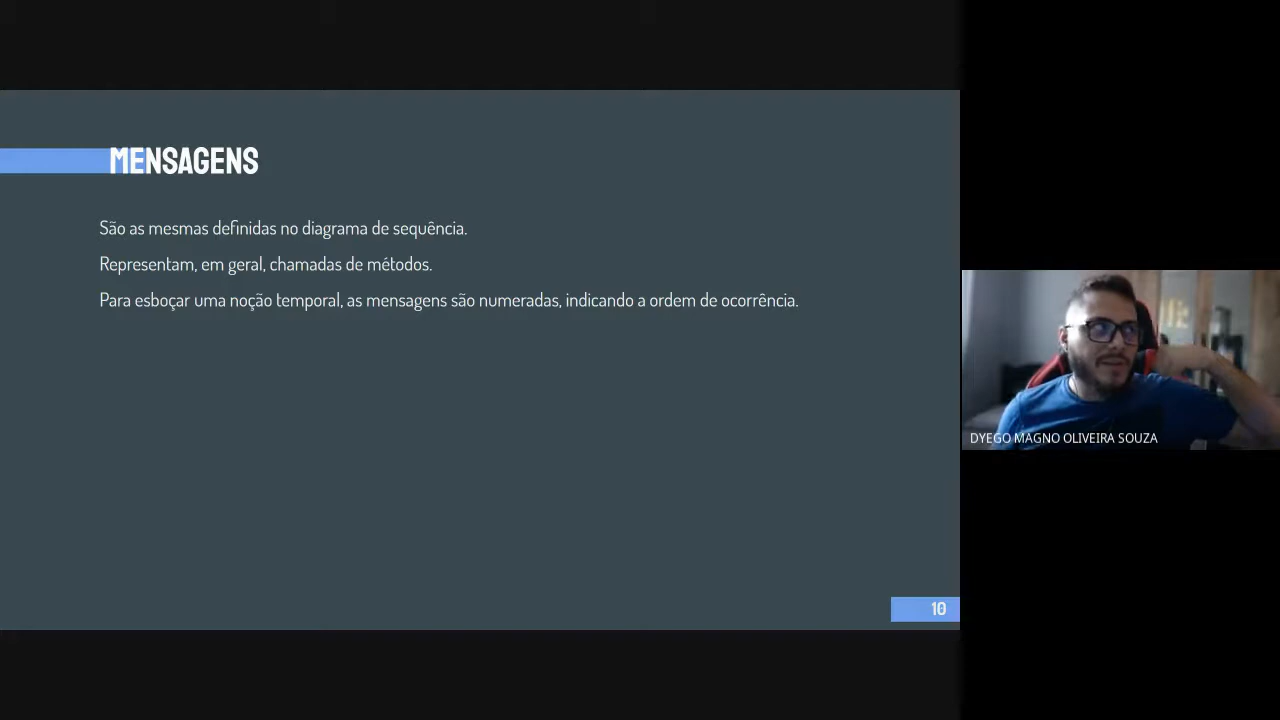 MENSAGENS
São as mesmas definidas no diagrama de sequência.
Representam, em geral, chamadas de métodos.
Para esboçar uma noção temporal, as mensagens são numeradas, indicando a ordem de ocorrência.
DYEGO MAGNO OLIVEIRA SOUZA
10